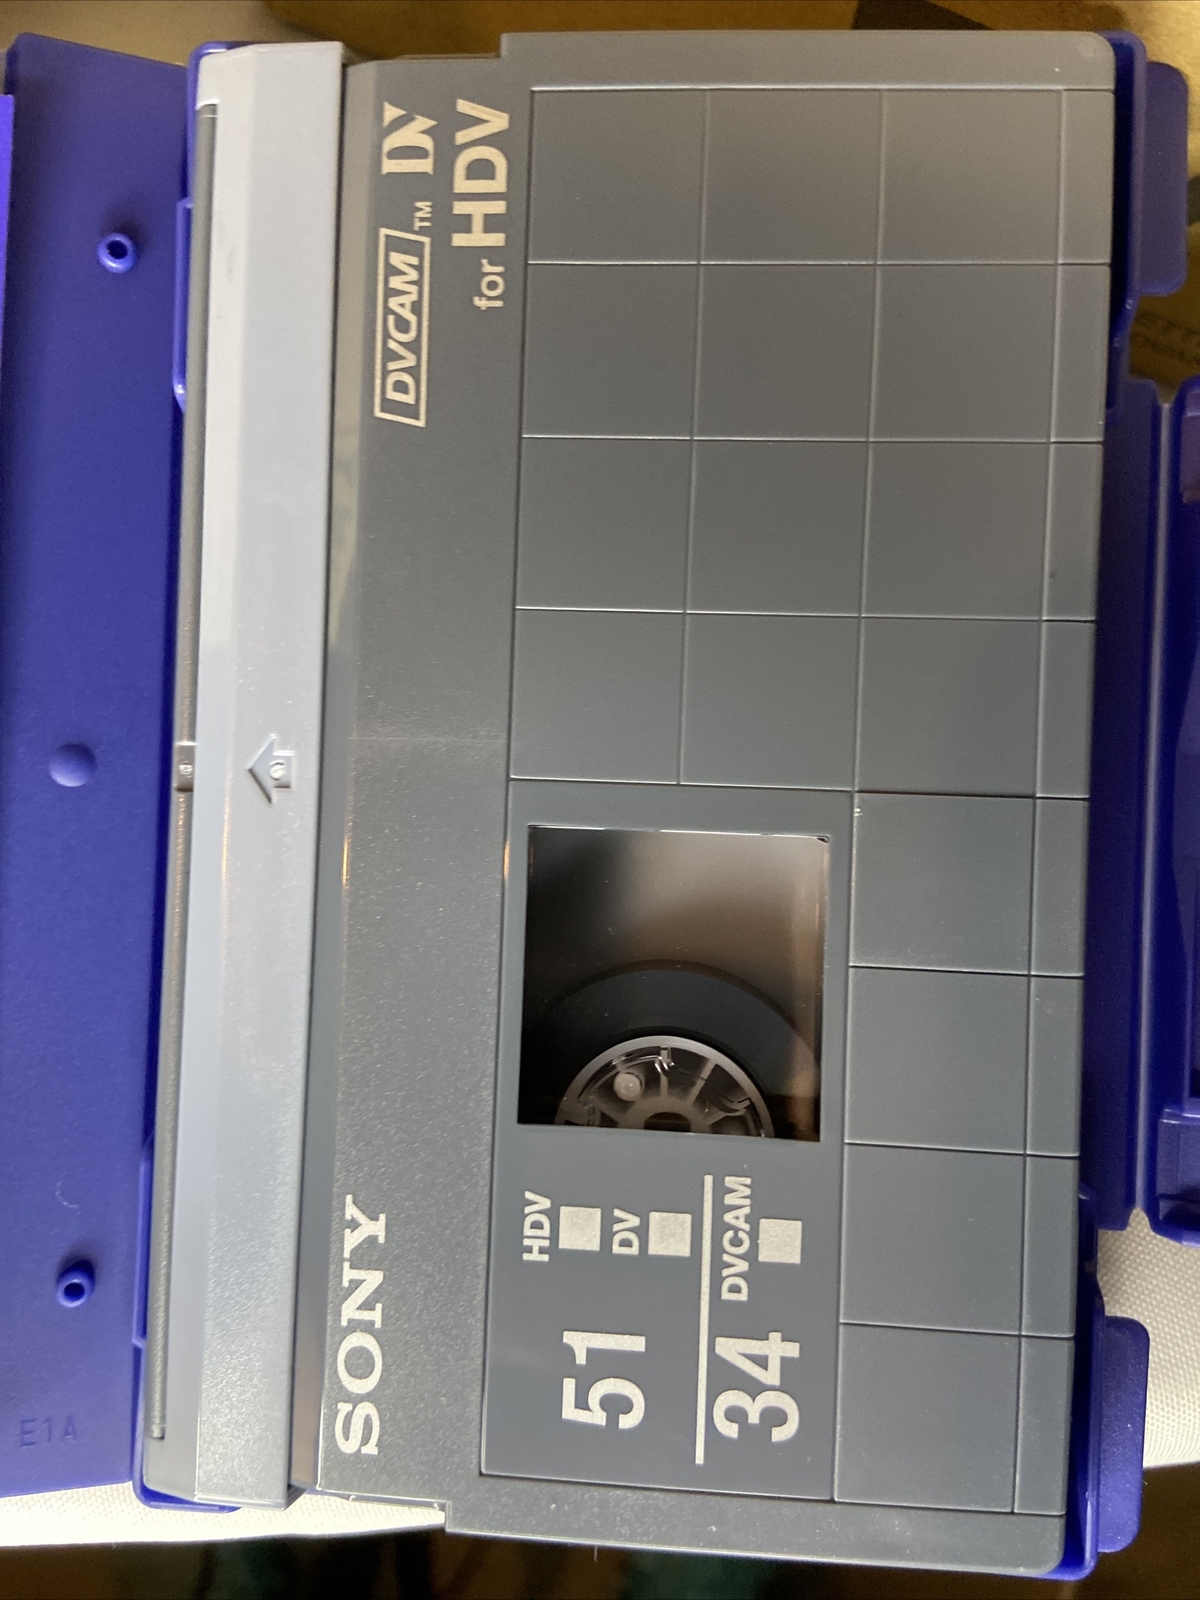 SONY
DVCAM™ DV
for HDV
51
HDV
DV
34
DVCAM
E1A